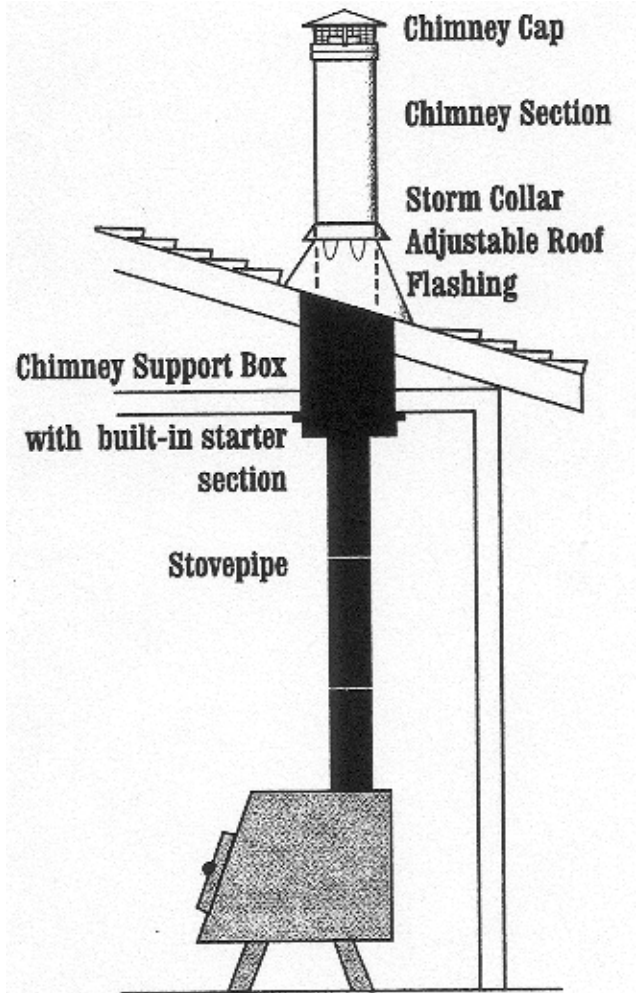 Chimney Cap
Chimney Section
Storm Collar
Adjustable Roof
Flashing
Chimney Support Box
with built-in starter
section
Stovepipe